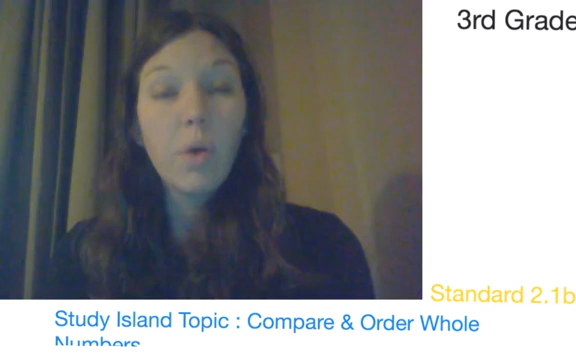 3rd Grade
Standard 2.1b
Study Island Topic : Compare & Order Whole
Numbers